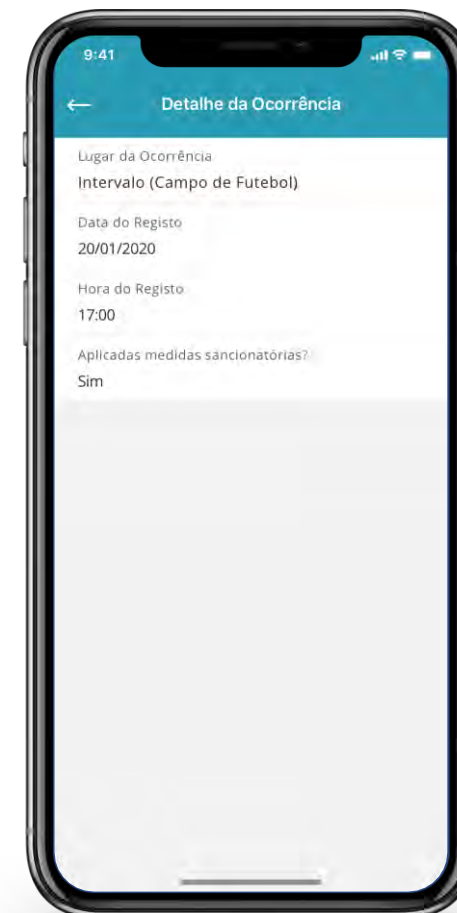 9:41
Detalhe da Ocorrência
Lugar da Ocorrência
Intervalo (Campo de Futebol)
Data do Registo
20/01/2020
Hora do Registo
17:00
Aplicadas medidas sancionatórias?
Sim